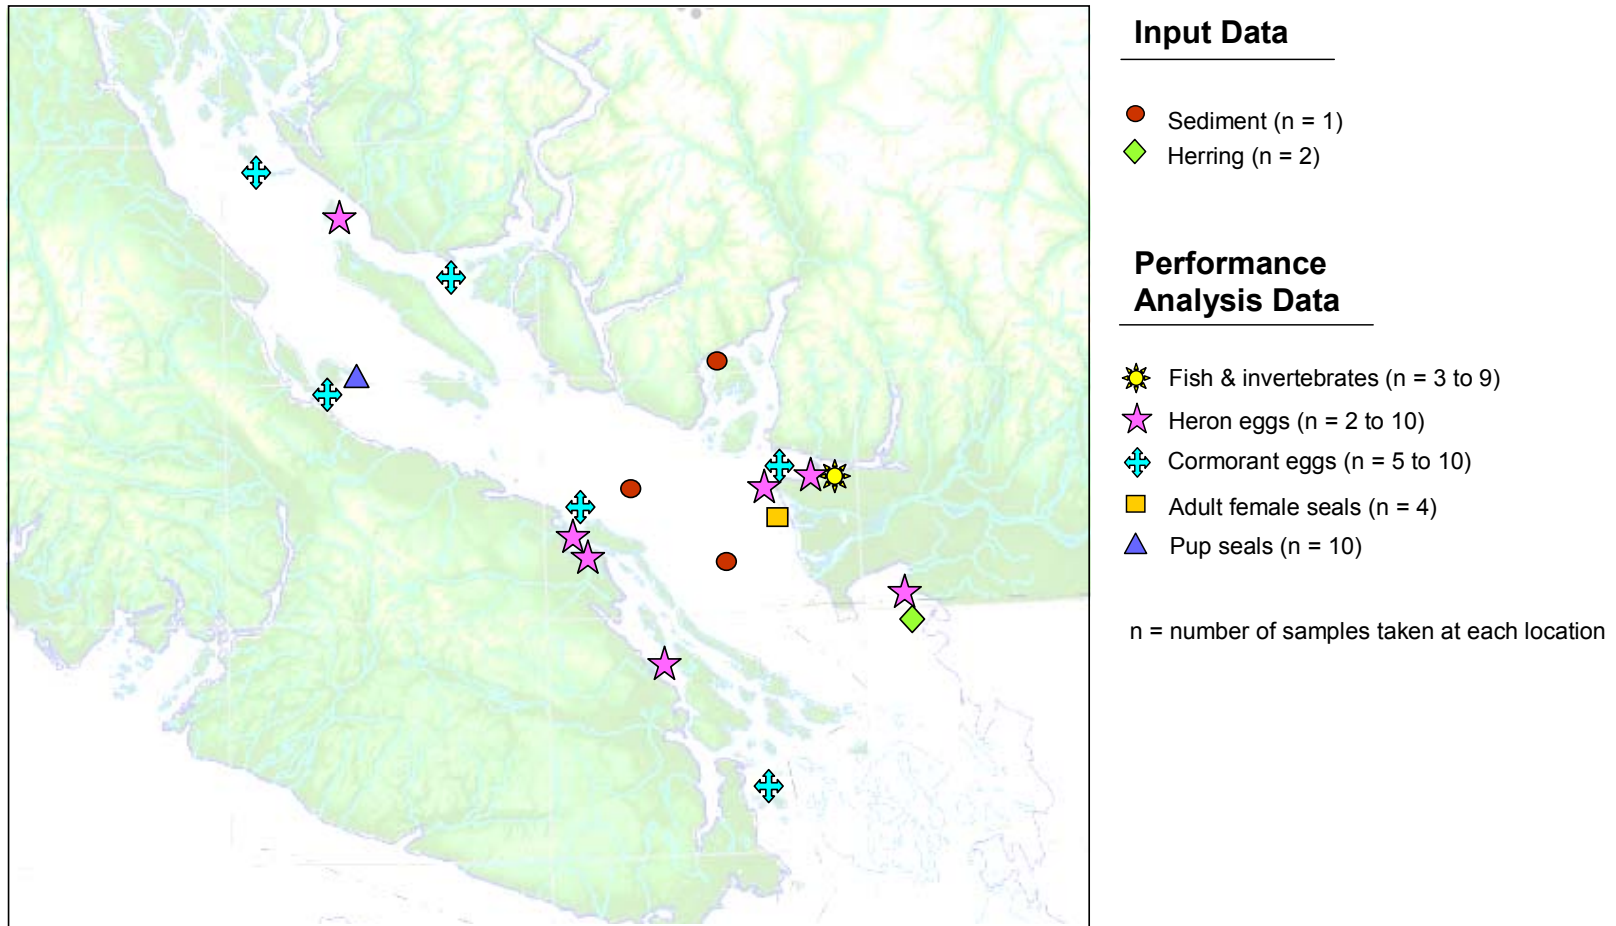 Input Data
Sediment (n = 1)
Herring (n = 2)
Performance
Analysis Data
Fish & invertebrates (n = 3 to 9)
Heron eggs (n = 2 to 10)
Cormorant eggs (n = 5 to 10)
Adult female seals (n = 4)
Pup seals (n = 10)
n = number of samples taken at each location